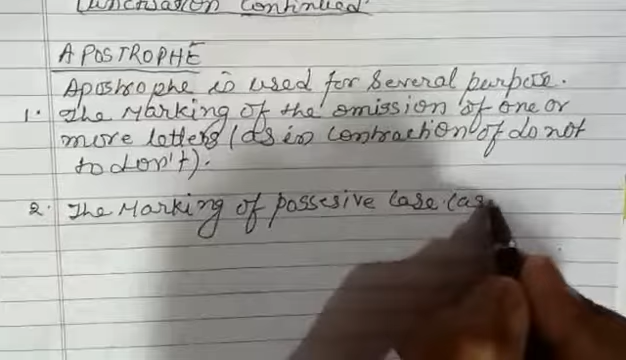 Punctuation continued
APOSTROPHE
Apostrophe is used for several purpose.
1. The Marking of the omission of one or
more letters (as in contraction of do not
to don't).
2. The Marking of possesive case (as